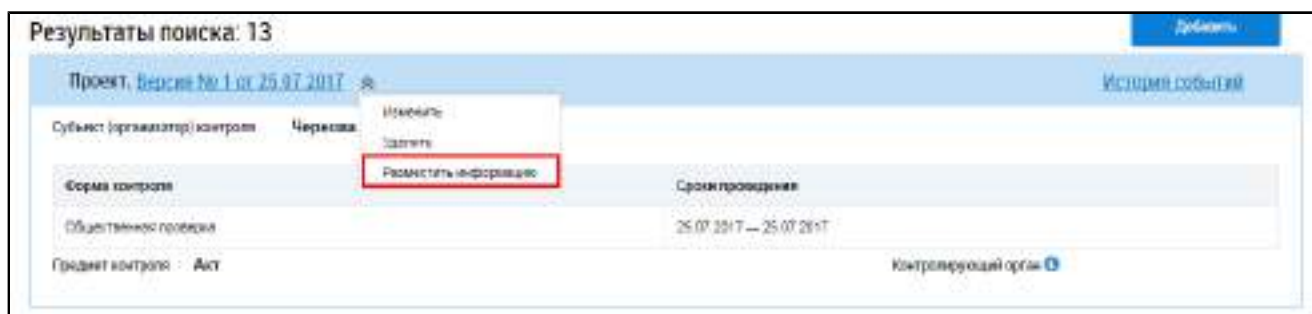 Результаты поиска: 13
Добавить
Проект, Версия № 1 от 25.07.2017
История событий
Изменить
Субъект (организатор) контроля
Удалить
Разместить информацию
Форма контроля Сроки проведения
Общественная проверка 25.07.2017 — 25.07.2017
Предмет контроля Акт Контролирующий орган